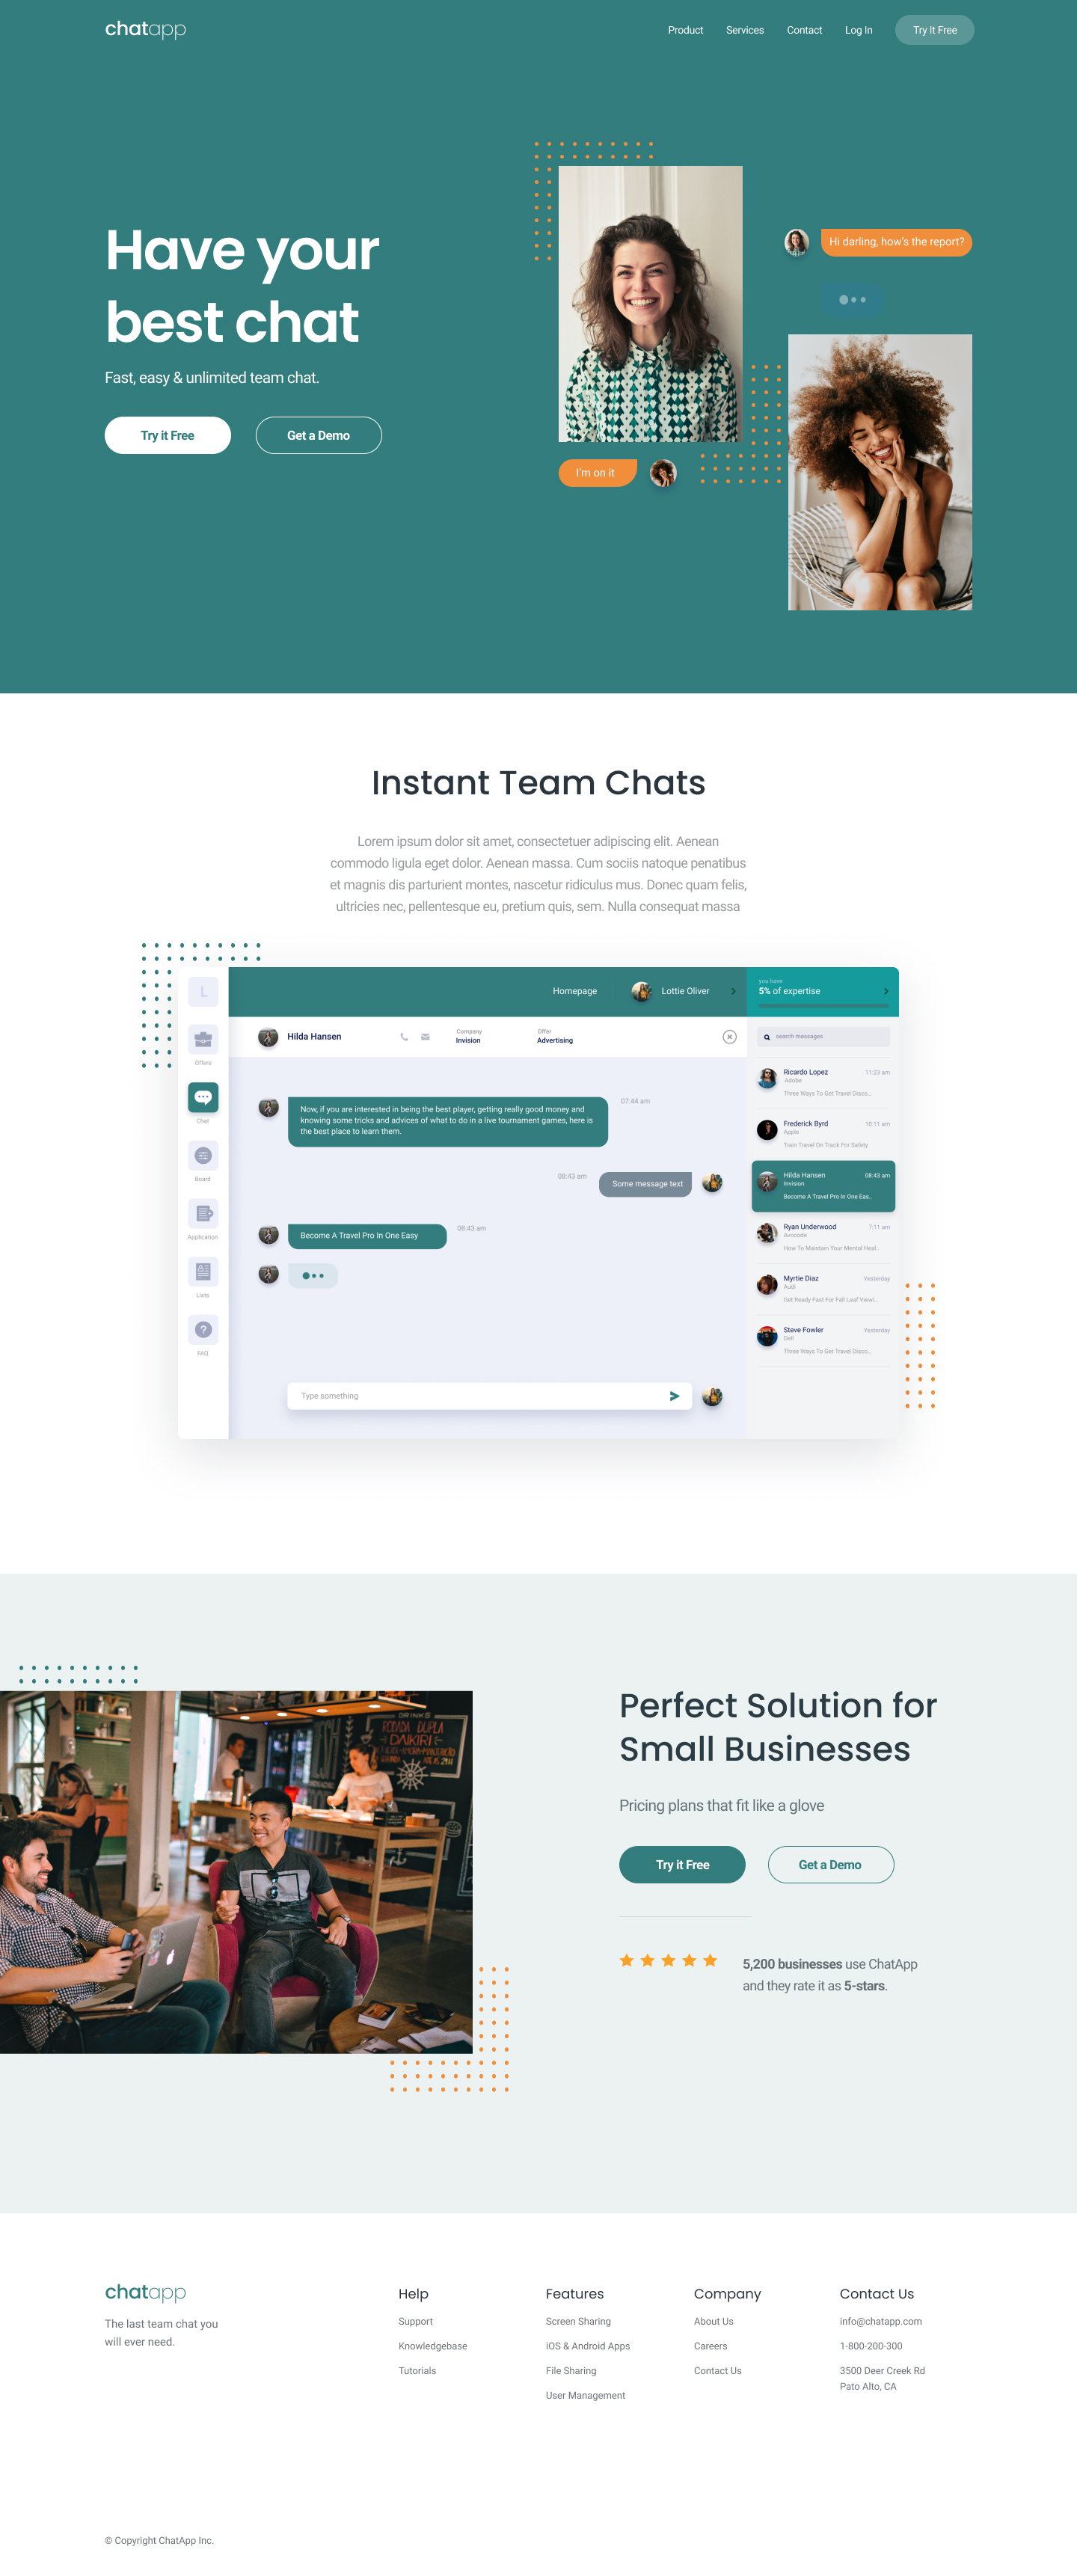 chatapp
Product
Services
Contact
Log In
Try It Free
Have your
best chat
Fast, easy & unlimited team chat.
Try it Free
Get a Demo
Hi darling, how's the report?
I'm on it
Instant Team Chats
Lorem ipsum dolor sit amet, consectetuer adipiscing elit. Aenean
commodo ligula eget dolor. Aenean massa. Cum sociis natoque penatibus
et magnis dis parturient montes, nascetur ridiculus mus. Donec quam felis,
ultricies nec, pellentesque eu, pretium quis, sem. Nulla consequat massa
L
Offers
Chat
Board
Application
Lists
FAQ
Homepage
Lottie Oliver
you have
5% of expertise
Hilda Hansen
Company
Invision
Offer
Advertising
Now, if you are interested in being the best player, getting really good money and
knowing some tricks and advices of what to do in a live tournament games, here is
the best place to learn them.
07:44 am
08:43 am
Some message text
Become A Travel Pro In One Easy
08:43 am
Type something
search messages
Ricardo Lopez
11:23 am
Adobe
Three Ways To Get Travel Disco...
Frederick Byrd
10:11 am
Apple
Train Travel On Track For Safety
Hilda Hansen
08:43 am
Invision
Become A Travel Pro In One Eas..
Ryan Underwood
7:11 am
Avocode
How To Maintain Your Mental Heal..
Myrtie Diaz
Yesterday
Audi
Get Ready Fast For Fall Leaf Viewi...
Steve Fowler
Yesterday
Dell
Three Ways To Get Travel Disco...
DRINKS
RODADA DUPLA
DAIKIRI
Perfect Solution for
Small Businesses
Pricing plans that fit like a glove
Try it Free
Get a Demo
5,200 businesses use ChatApp
and they rate it as 5-stars.
chatapp
The last team chat you
will ever need.
Help
Support
Knowledgebase
Tutorials
Features
Screen Sharing
iOS & Android Apps
File Sharing
User Management
Company
About Us
Careers
Contact Us
Contact Us
info@chatapp.com
1-800-200-300
3500 Deer Creek Rd
Pato Alto, CA
© Copyright ChatApp Inc.